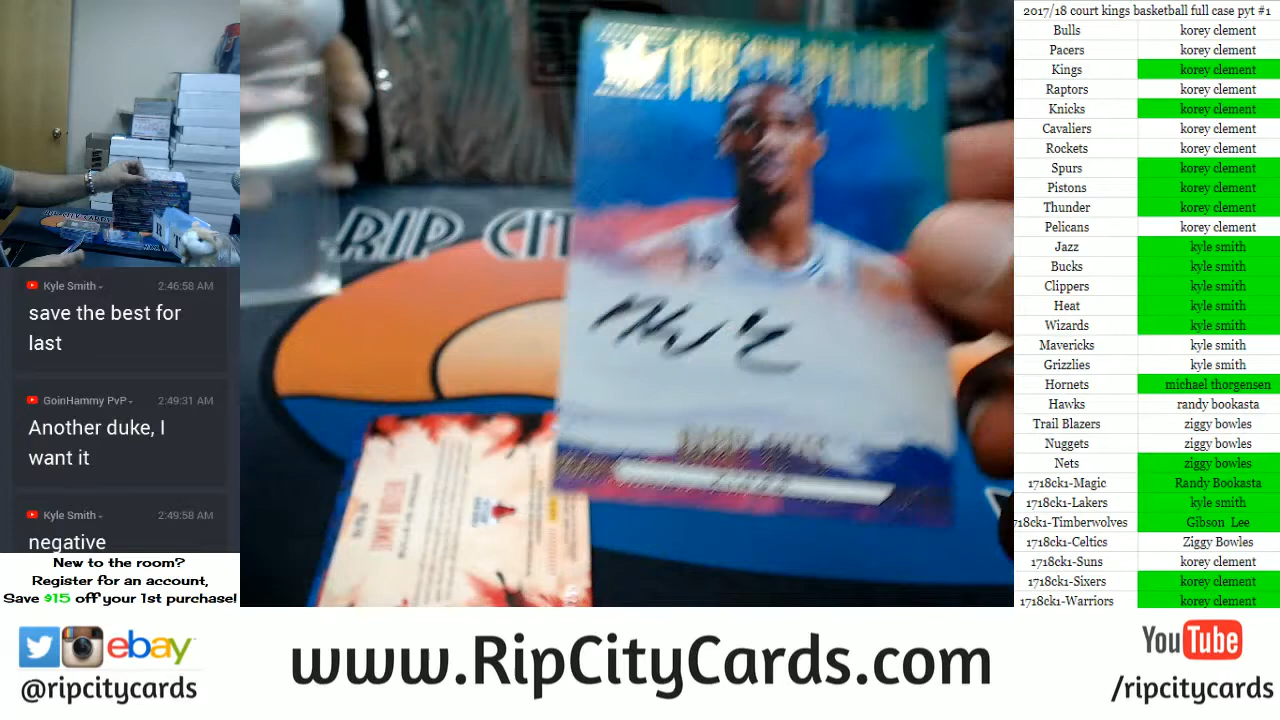 2017/18 court kings basketball full case pyt #1
Bulls korey clement
Pacers korey clement
Kings korey clement
Raptors korey clement
Knicks korey clement
Cavaliers korey clement
Rockets korey clement
Spurs korey clement
Pistons korey clement
Thunder korey clement
Pelicans korey clement
Jazz kyle smith
Bucks kyle smith
Clippers kyle smith
Heat kyle smith
Wizards kyle smith
Mavericks kyle smith
Grizzlies kyle smith
Hornets michael thorgensen
Hawks randy bookasta
Trail Blazers ziggy bowles
Nuggets ziggy bowles
Nets ziggy bowles
1718ck1-Magic Randy Bookasta
1718ck1-Lakers kyle smith
718ck1-Timberwolves Gibson Lee
1718ck1-Celtics Ziggy Bowles
1718ck1-Suns korey clement
1718ck1-Sixers korey clement
1718ck1-Warriors korey clement
RIP CITY CARDS
Kyle Smith 2:46:58 AM
save the best for
last
GoinHammy PvP 2:49:31 AM
Another duke, I
want it
Kyle Smith 2:49:58 AM
negative
New to the room?
Register for an account,
Save $15 off your 1st purchase!
FRESH PAINT
RIP CIT
ebay
@ripcitycards
www.RipCityCards.com
YouTube
/ripcitycards